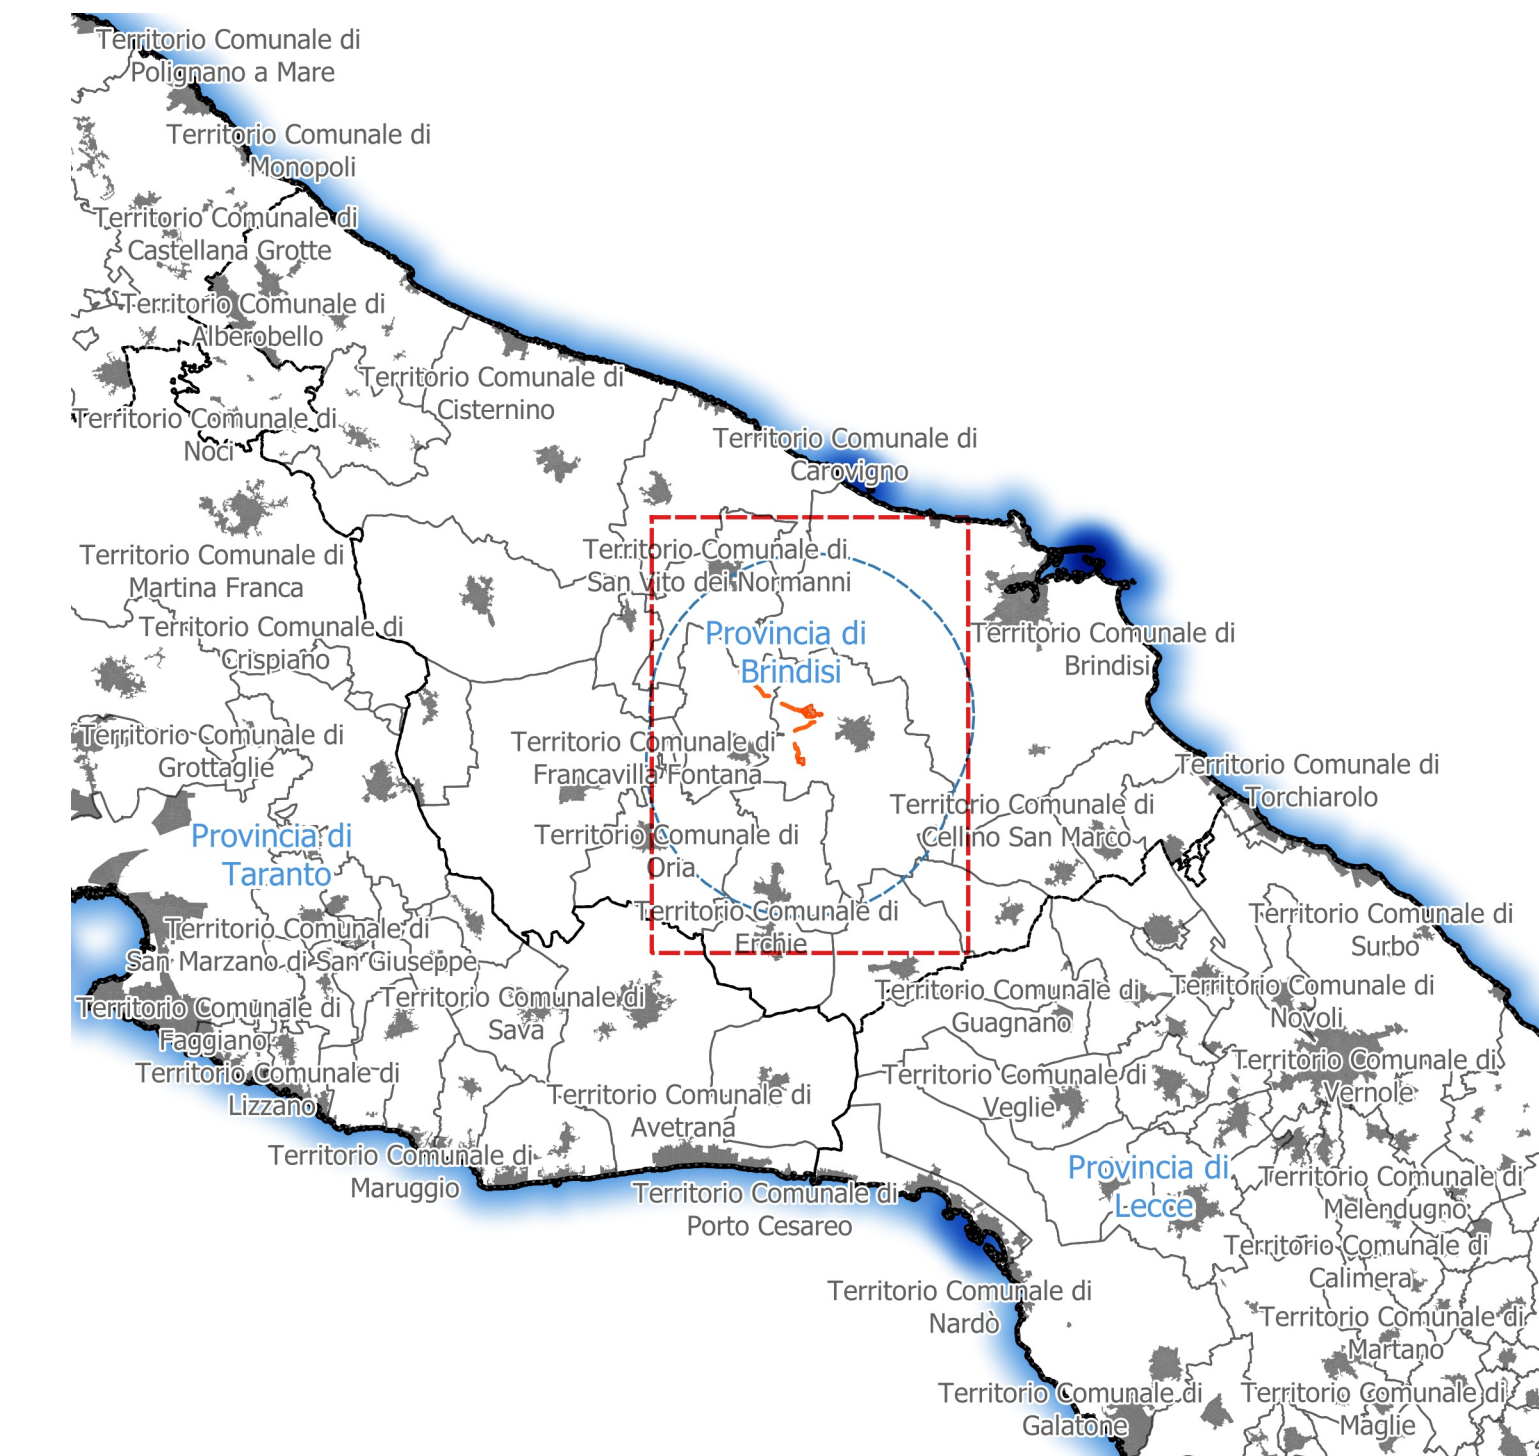 Territorio Comunale di
Polignano a Mare
Territorio Comunale di
Monopoli
Territorio Comunale di
Castellana Grotte
Territorio Comunale di
Alberobello
Territorio Comunale di
Cisternino
Territorio Comunale di
Noci
Territorio Comunale di
Carovigno
Territorio Comunale di
San Vito dei Normanni
Territorio Comunale di
Martina Franca
Territorio Comunale di
Crispiano
Provincia di
Brindisi
Territorio Comunale di
Brindisi
Territorio Comunale di
Grottaglie
Territorio Comunale di
Francavilla Fontana
Territorio Comunale di
Torchiarolo
Territorio Comunale di
Cellino San Marco
Provincia di
Taranto
Territorio Comunale di
Oria
Territorio Comunale di
Erchie
Territorio Comunale di
Surbo
Territorio Comunale di
San Marzano di San Giuseppe
Territorio Comunale di
Sava
Territorio Comunale di
Guagnano
Territorio Comunale di
Novoli
Territorio Comunale di
Faggiano
Territorio Comunale di
Lizzano
Territorio Comunale di
Veglie
Territorio Comunale di
Vernole
Territorio Comunale di
Avetrana
Territorio Comunale di
Maruggio
Provincia di
Lecce
Territorio Comunale di
Melendugno
Territorio Comunale di
Porto Cesareo
Territorio Comunale di
Calimera
Territorio Comunale di
Nardò
Territorio Comunale di
Martano
Territorio Comunale di
Galatone
Territorio Comunale di
Maglie